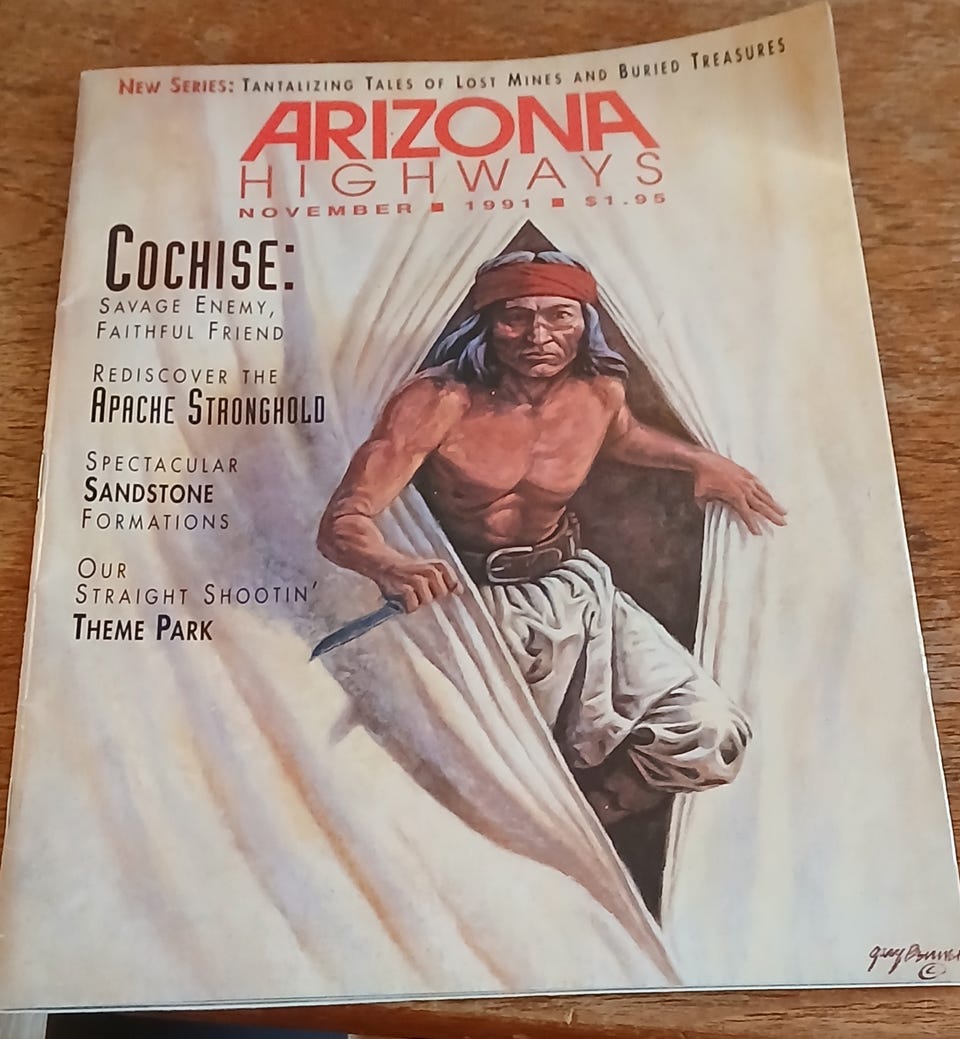 NEW SERIES: TANTALIZING TALES OF LOST MINES AND BURIED TREASURES
ARIZONA
HIGHWAYS
NOVEMBER ■ 1991 ■ $1.95
COCHISE:
SAVAGE ENEMY,
FAITHFUL FRIEND
REDISCOVER THE
APACHE STRONGHOLD
SPECTACULAR
SANDSTONE
FORMATIONS
OUR
STRAIGHT SHOOTIN'
THEME PARK
©